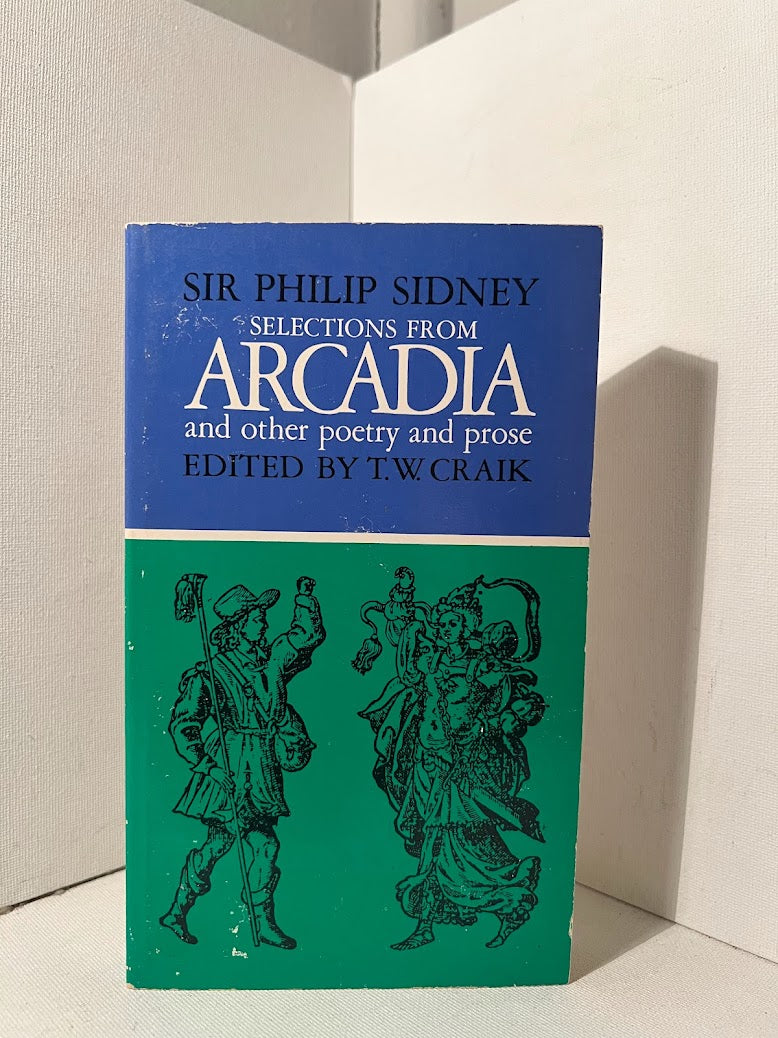 SIR PHILIP SIDNEY
SELECTIONS FROM
ARCADIA
and other poetry and prose
EDITED BY T.W. CRAIK